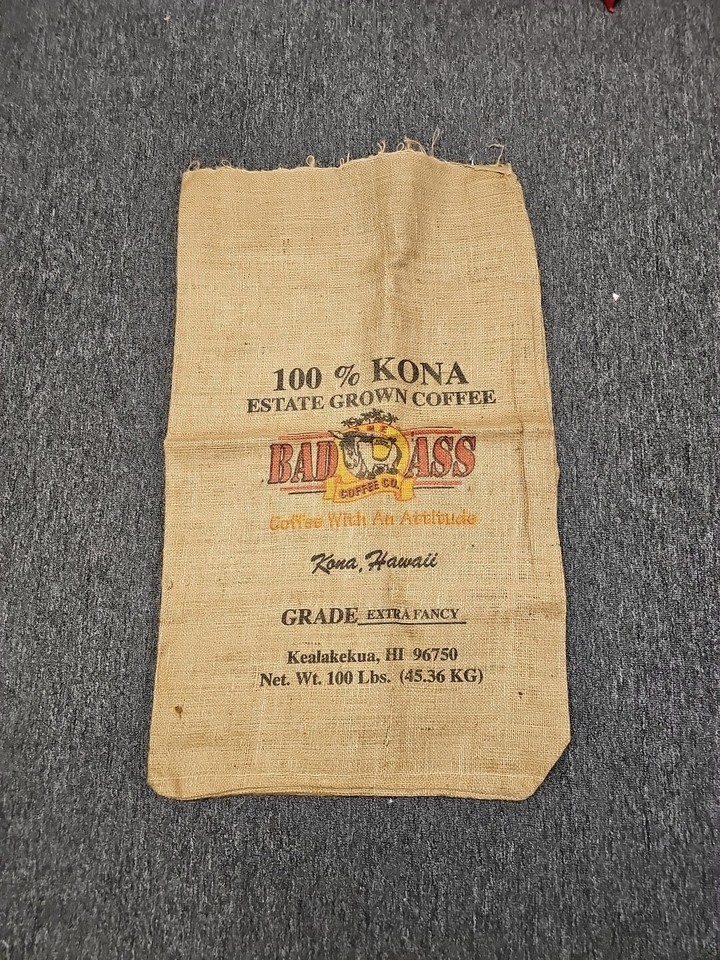 100 % KONA
ESTATE GROWN COFFEE
THE
BAD ASS
COFFEE CO.
Coffee With An Attitude
Kona, Hawaii
GRADE EXTRA FANCY
Kealakekua, HI 96750
Net. Wt. 100 Lbs. (45.36 KG)